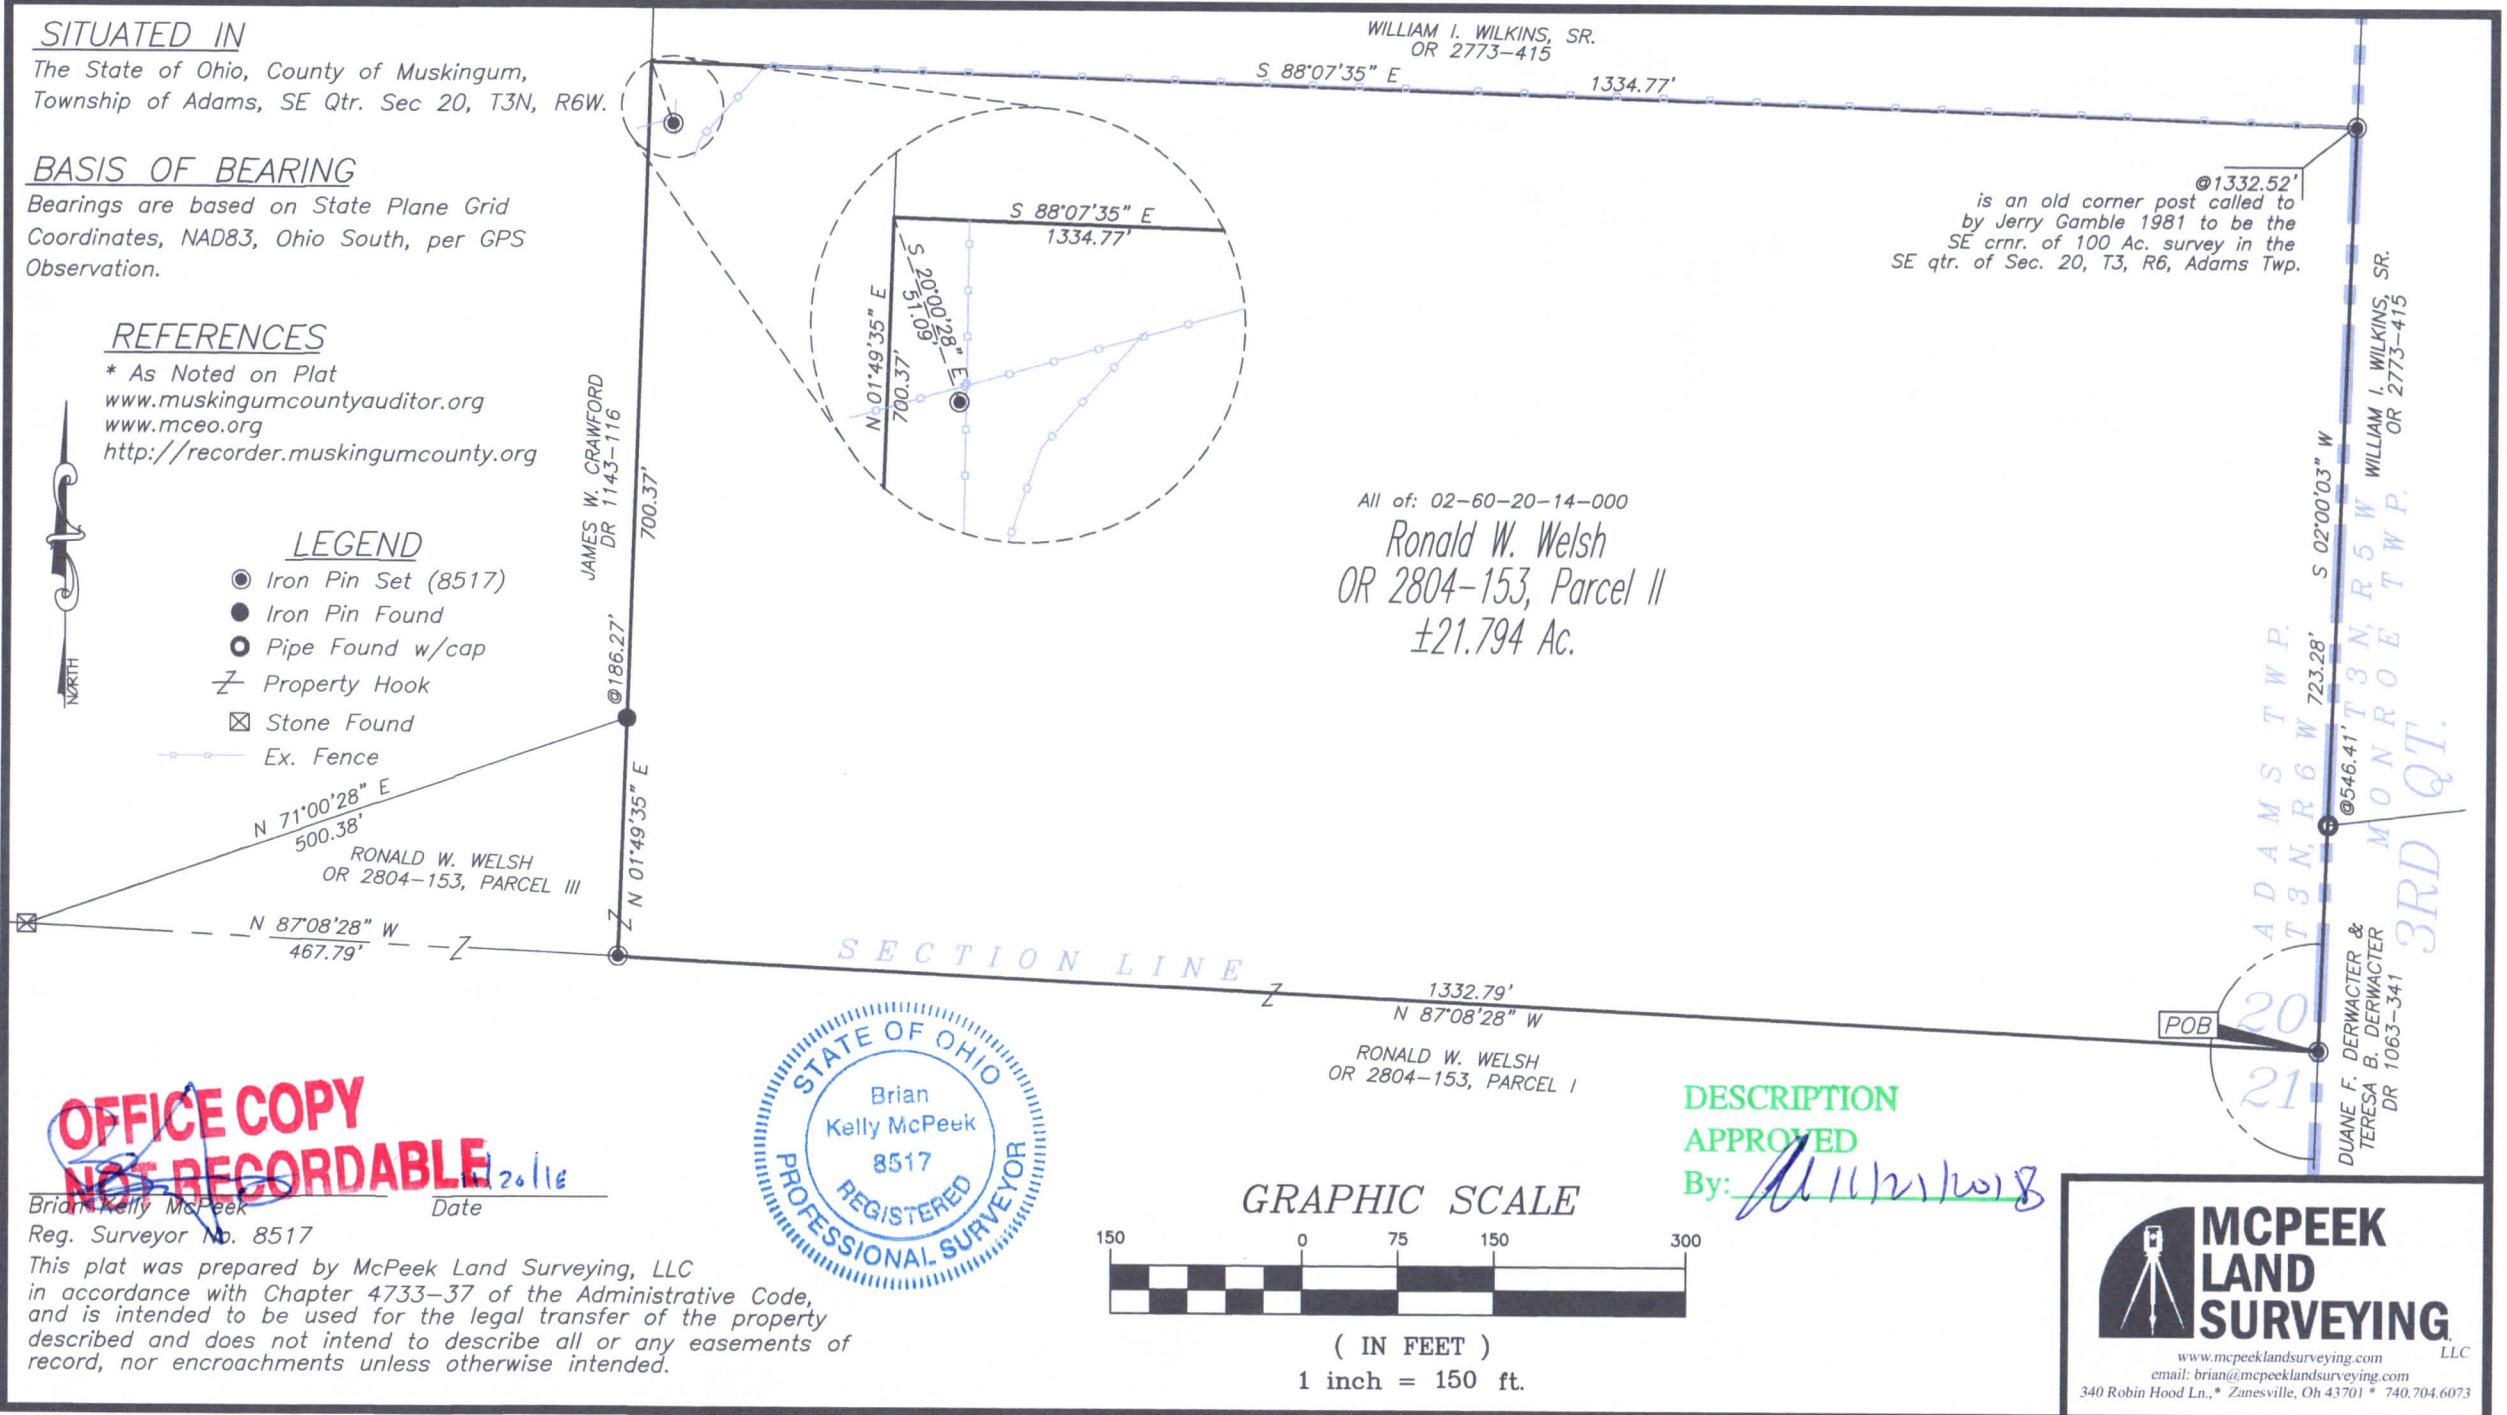 SITUATED IN
The State of Ohio, County of Muskingum,
Township of Adams, SE Qtr. Sec 20, T3N, R6W.
BASIS OF BEARING
Bearings are based on State Plane Grid
Coordinates, NAD83, Ohio South, per GPS
Observation.
REFERENCES
* As Noted on Plat
www.muskingumcountyauditor.org
www.mceo.org
http://recorder.muskingumcounty.org
NORTH
LEGEND
Iron Pin Set (8517)
Iron Pin Found
Pipe Found w/cap
Z Property Hook
Stone Found
Ex. Fence
WILLIAM I. WILKINS, SR.
OR 2773-415
S 88°07'35" E
1334.77'
S 88°07'35" E
1334.77'
S 20°00'28" E
51.09'
N 01°49'35" E
700.37'
@1332.52'
is an old corner post called to
by Jerry Gamble 1981 to be the
SE crnr. of 100 Ac. survey in the
SE qtr. of Sec. 20, T3, R6, Adams Twp.
JAMES W. CRAWFORD
DR 1143-116
700.37'
@186.27'
N 01°49'35" E
Z
All of: 02-60-20-14-000
Ronald W. Welsh
OR 2804-153, Parcel II
±21.794 Ac.
WILLIAM I. WILKINS, SR.
OR 2773-415
S 02°00'03" W
723.28'
@546.41'
T3N, R5W
MONROE TWP.
ADAMS TWP.
T3N, R6W
3RD QT.
N 71°00'28" E
500.38'
RONALD W. WELSH
OR 2804-153, PARCEL III
N 87°08'28" W
467.79'
Z
SECTION LINE
Z
1332.79'
N 87°08'28" W
RONALD W. WELSH
OR 2804-153, PARCEL I
POB
20
21
DUANE F. DERWACTER &
TERESA B. DERWACTER
DR 1063-341
OFFICE COPY
NOT RECORDABLE
11/20/18
Brian Kelly McPeek
Date
Reg. Surveyor No. 8517
This plat was prepared by McPeek Land Surveying, LLC
in accordance with Chapter 4733-37 of the Administrative Code,
and is intended to be used for the legal transfer of the property
described and does not intend to describe all or any easements of
record, nor encroachments unless otherwise intended.
STATE OF OHIO
Brian
Kelly McPeek
8517
REGISTERED
PROFESSIONAL SURVEYOR
DESCRIPTION
APPROVED
By: 11/21/2018
GRAPHIC SCALE
150 0 75 150 300
( IN FEET )
1 inch = 150 ft.
MCPEEK
LAND
SURVEYING,
LLC
www.mcpeeklandsurveying.com
email: brian@mcpeeklandsurveying.com
340 Robin Hood Ln.,* Zanesville, Oh 43701 * 740.704.6073